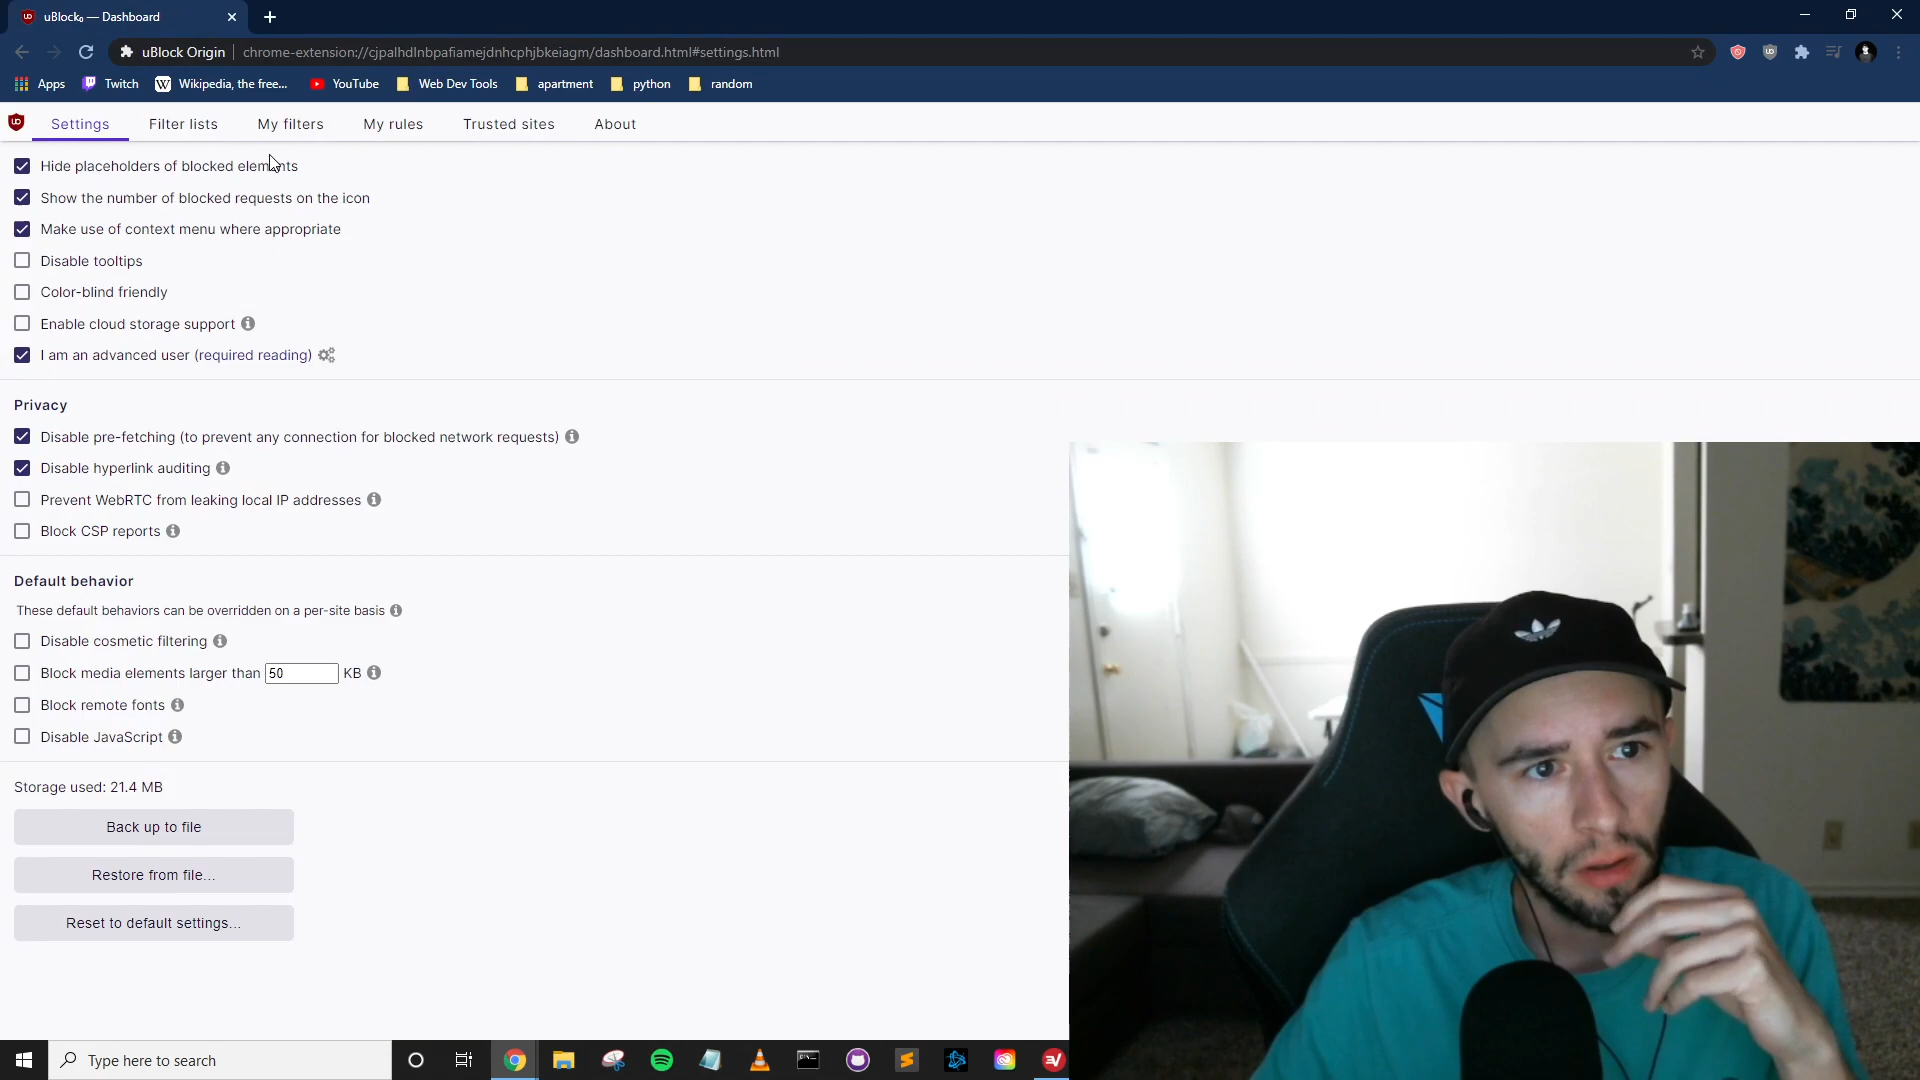 uBlock₀ — Dashboard
uBlock Origin | chrome-extension://cjpalhdlnbpafiamejdnhcphjbkeiagm/dashboard.html#settings.html
Apps Twitch Wikipedia, the free... YouTube Web Dev Tools apartment python random
Settings Filter lists My filters My rules Trusted sites About
Hide placeholders of blocked elements
Show the number of blocked requests on the icon
Make use of context menu where appropriate
Disable tooltips
Color-blind friendly
Enable cloud storage support
I am an advanced user (required reading)
Privacy
Disable pre-fetching (to prevent any connection for blocked network requests)
Disable hyperlink auditing
Prevent WebRTC from leaking local IP addresses
Block CSP reports
Default behavior
These default behaviors can be overridden on a per-site basis
Disable cosmetic filtering
Block media elements larger than 50 KB
Block remote fonts
Disable JavaScript
Storage used: 21.4 MB
Back up to file
Restore from file...
Reset to default settings...
Type here to search